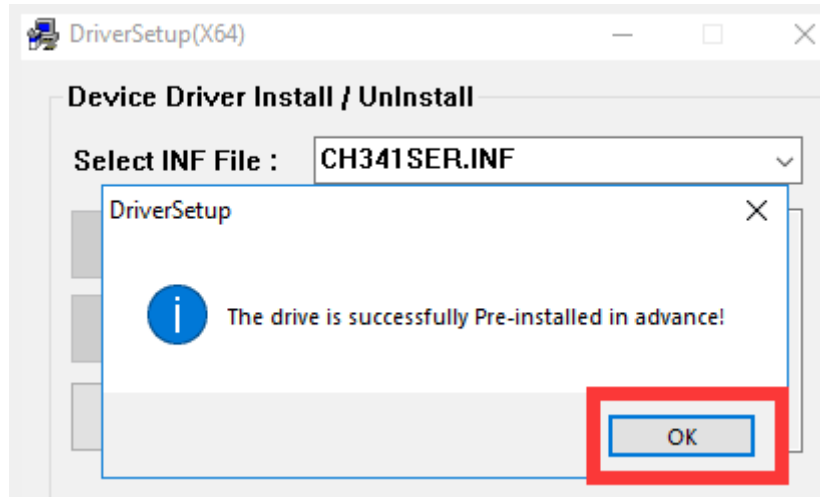 DriverSetup(X64)
Device Driver Install / UnInstall
Select INF File :
CH341SER.INF
DriverSetup
The drive is successfully Pre-installed in advance!
OK